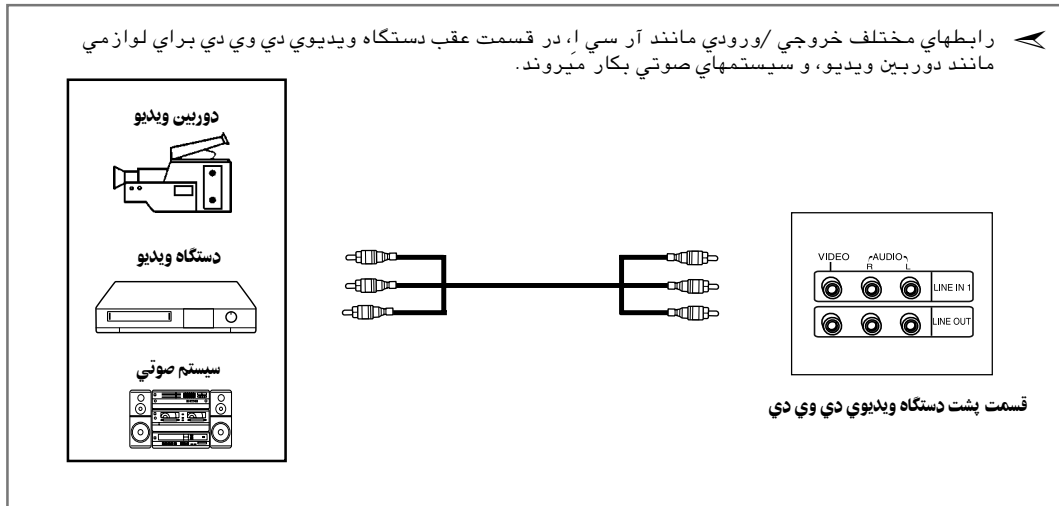 رابطهاي مختلف خروجي /ورودي مانند آر سي اِ، در قسمت عقب دستگاه ويديوي دي وي دي براي لوازمي
مانند دوربين ويديو، و سيستمهاي صوتي بكار ميروند.
دوربين ويديو
دستگاه ويديو
سيستم صوتي
VIDEO AUDIO
R L
LINE IN 1
LINE OUT
قسمت پشت دستگاه ويديوي دي وي دي